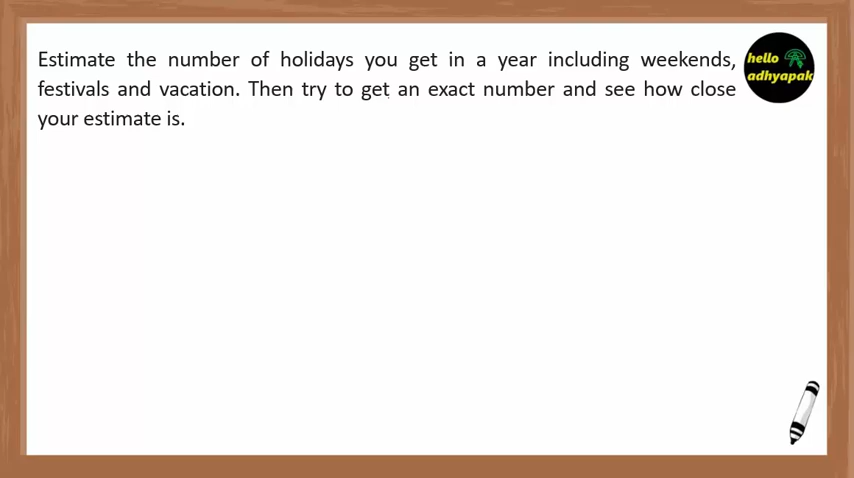 Estimate the number of holidays you get in a year including weekends,
festivals and vacation. Then try to get an exact number and see how close
your estimate is.
hello
adhyapak